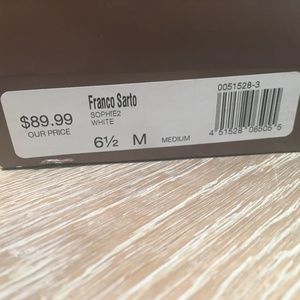 $89.99
OUR PRICE
Franco Sarto
SOPHIE2
WHITE
6½ M MEDIUM
0051528-3
4 51528 06505 5